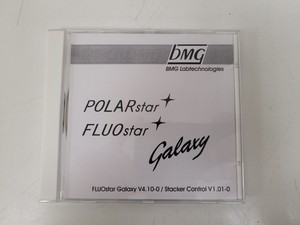 bmg
BMG Labtechnologies
POLARstar
FLUOstar
Galaxy
FLUOstar Galaxy V4.10-0 / Stacker Control V1.01-0